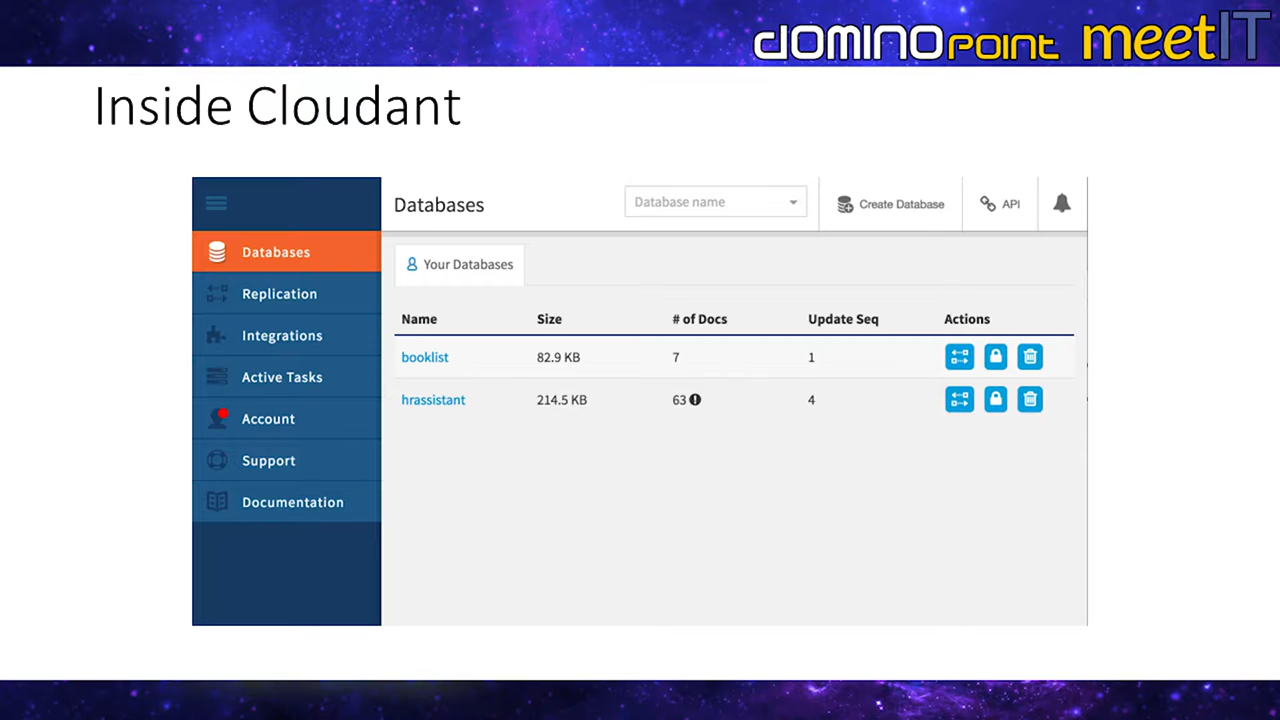 dominopoint meetIT
Inside Cloudant
Databases
Database name
Create Database
API
Databases
Replication
Integrations
Active Tasks
Account
Support
Documentation
Your Databases
Name Size # of Docs Update Seq Actions
booklist 82.9 KB 7 1
hrassistant 214.5 KB 63 4